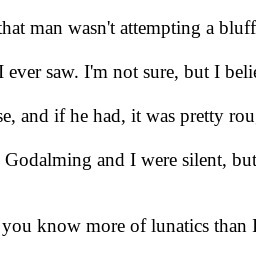 that man wasn't attempting a bluff
I ever saw. I'm not sure, but I beli
se, and if he had, it was pretty rou
Godalming and I were silent, but
you know more of lunatics than I